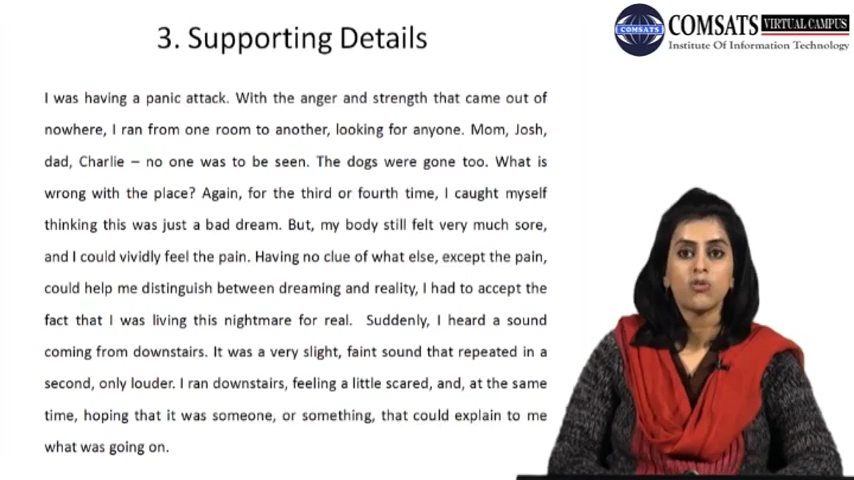 3. Supporting Details
COMSATS
COMSATS VIRTUAL CAMPUS
Institute Of Information Technology
I was having a panic attack. With the anger and strength that came out of
nowhere, I ran from one room to another, looking for anyone. Mom, Josh,
dad, Charlie – no one was to be seen. The dogs were gone too. What is
wrong with the place? Again, for the third or fourth time, I caught myself
thinking this was just a bad dream. But, my body still felt very much sore,
and I could vividly feel the pain. Having no clue of what else, except the pain,
could help me distinguish between dreaming and reality, I had to accept the
fact that I was living this nightmare for real. Suddenly, I heard a sound
coming from downstairs. It was a very slight, faint sound that repeated in a
second, only louder. I ran downstairs, feeling a little scared, and, at the same
time, hoping that it was someone, or something, that could explain to me
what was going on.